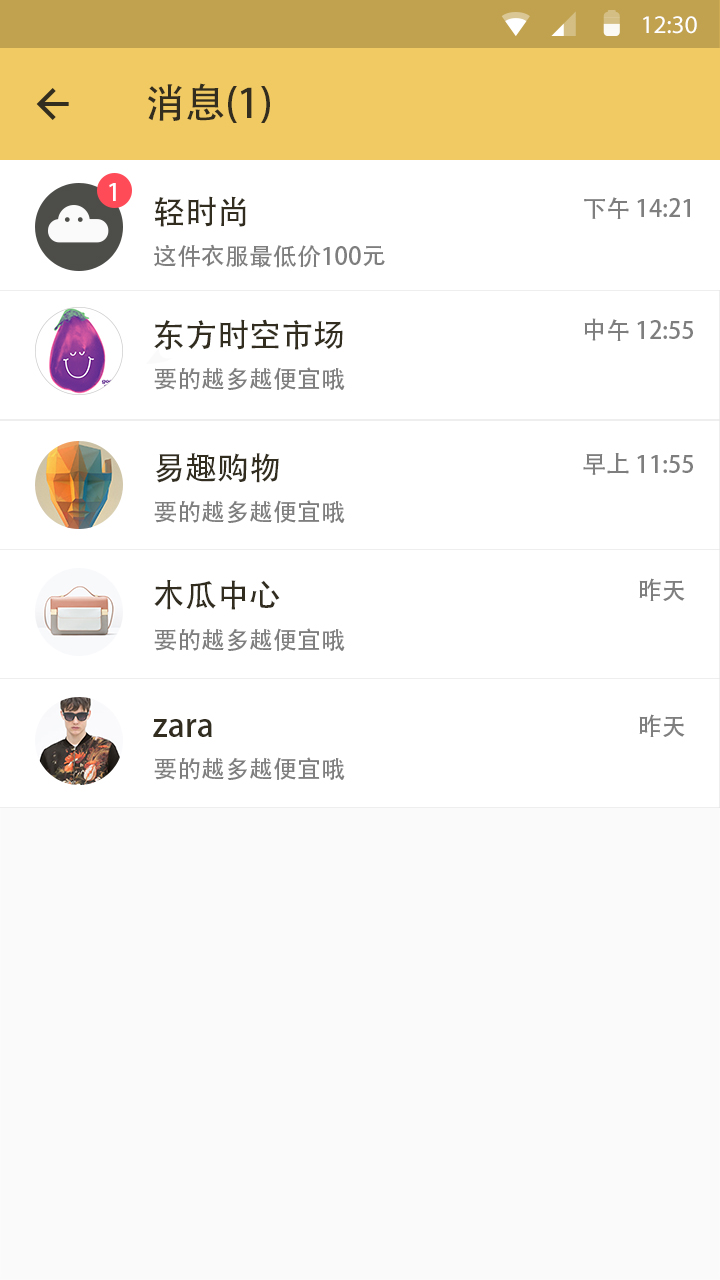 12:30
消息(1)
1
轻时尚
下午 14:21
这件衣服最低价100元
东方时空市场
中午 12:55
要的越多越便宜哦
易趣购物
早上 11:55
要的越多越便宜哦
木瓜中心
昨天
要的越多越便宜哦
zara
昨天
要的越多越便宜哦